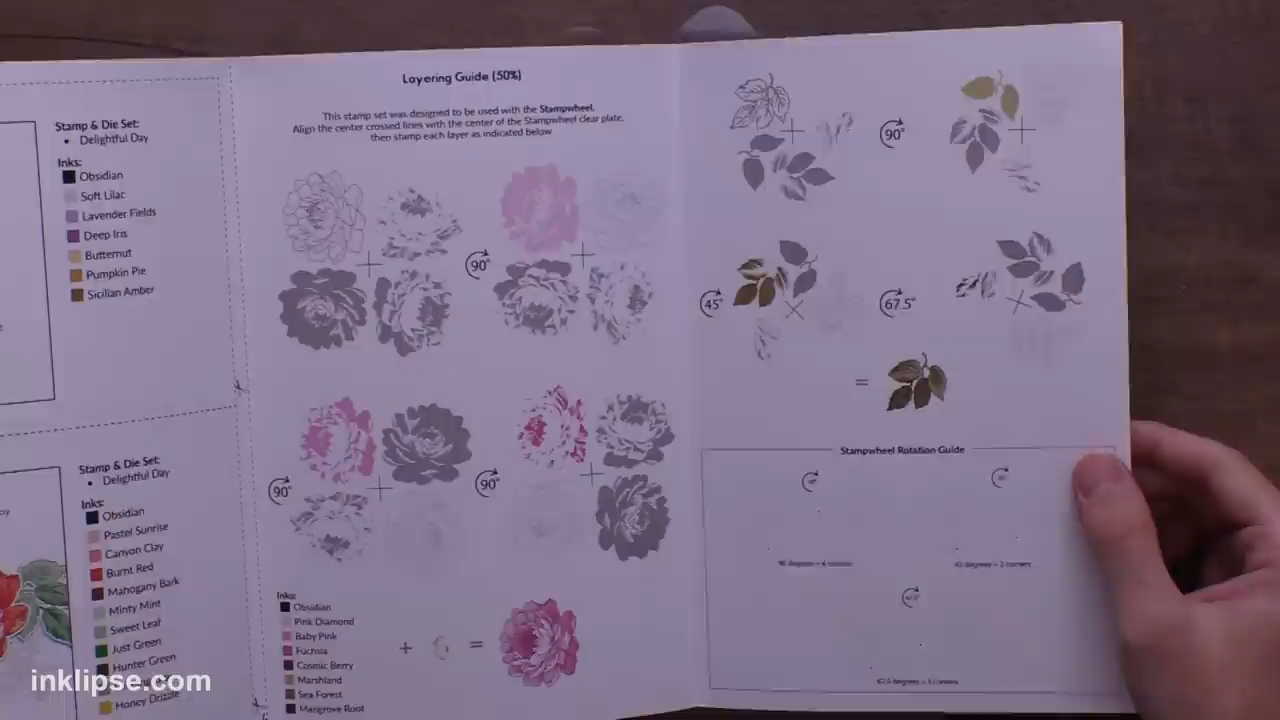 Stamp & Die Set:
Delightful Day
Inks:
Obsidian
Soft Lilac
Lavender Fields
Deep Iris
Butternut
Pumpkin Pie
Sicilian Amber
Stamp & Die Set:
Delightful Day
Inks:
Obsidian
Pastel Sunrise
Canyon Clay
Burnt Red
Mahogany Bark
Minty Mint
Sweet Leaf
Just Green
Hunter Green
Honey Drizzle
Layering Guide (50%)
This stamp set was designed to be used with the Stampwheel.
Align the center crossed lines with the center of the Stampwheel clear plate,
then stamp each layer as indicated below
90°
90°
90°
Inks:
Obsidian
Pink Diamond
Baby Pink
Fuchsia
Cosmic Berry
Marshland
Sea Forest
Mangrove Root
+ =
90°
45°
67.5°
=
Stampwheel Rotation Guide
inklipse.com